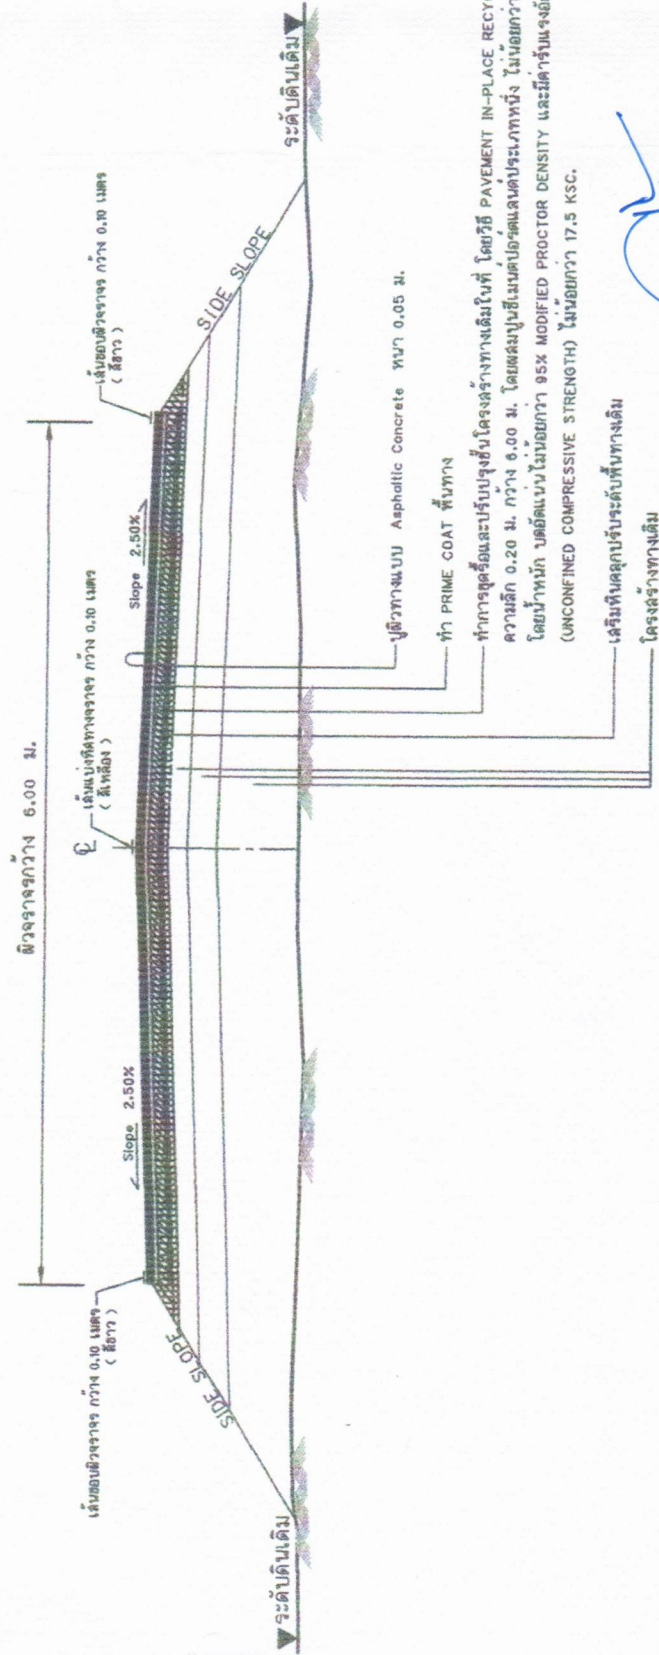 ผิวจราจรกว้าง 6.00 ม.
เส้นขอบผิวจราจร กว้าง 0.10 เมตร
( สีขาว )
เส้นแบ่งทิศทางจราจร กว้าง 0.10 เมตร
( สีเหลือง )
เส้นขอบผิวจราจร กว้าง 0.10 เมตร
( สีขาว )
Slope 2.50%
Slope 2.50%
SIDE SLOPE
SIDE SLOPE
ระดับดินเดิม
ระดับดินเดิม
ปูผิวทางแบบ Asphaltic Concrete หนา 0.05 ม.
ทำ PRIME COAT พื้นทาง
ทำการขุดรื้อและปรับปรุงชั้นโครงสร้างทางเดิมในที่ โดยวิธี PAVEMENT IN-PLACE
ความลึก 0.20 ม. กว้าง 6.00 ม. โดยผสมปูนซีเมนต์ปอร์ตแลนด์ประเภทหนึ่ง ไม่น้อยกว่า
โดยน้ำหนัก บดอัดแน่นไม่น้อยกว่า 95% MODIFIED PROCTOR DENSITY และมีค่ารับแรงอัด
(UNCONFINED COMPRESSIVE STRENGTH) ไม่น้อยกว่า 17.5 KSC.
เสริมหินคลุกปรับระดับพื้นทางเดิม
โครงสร้างทางเดิม